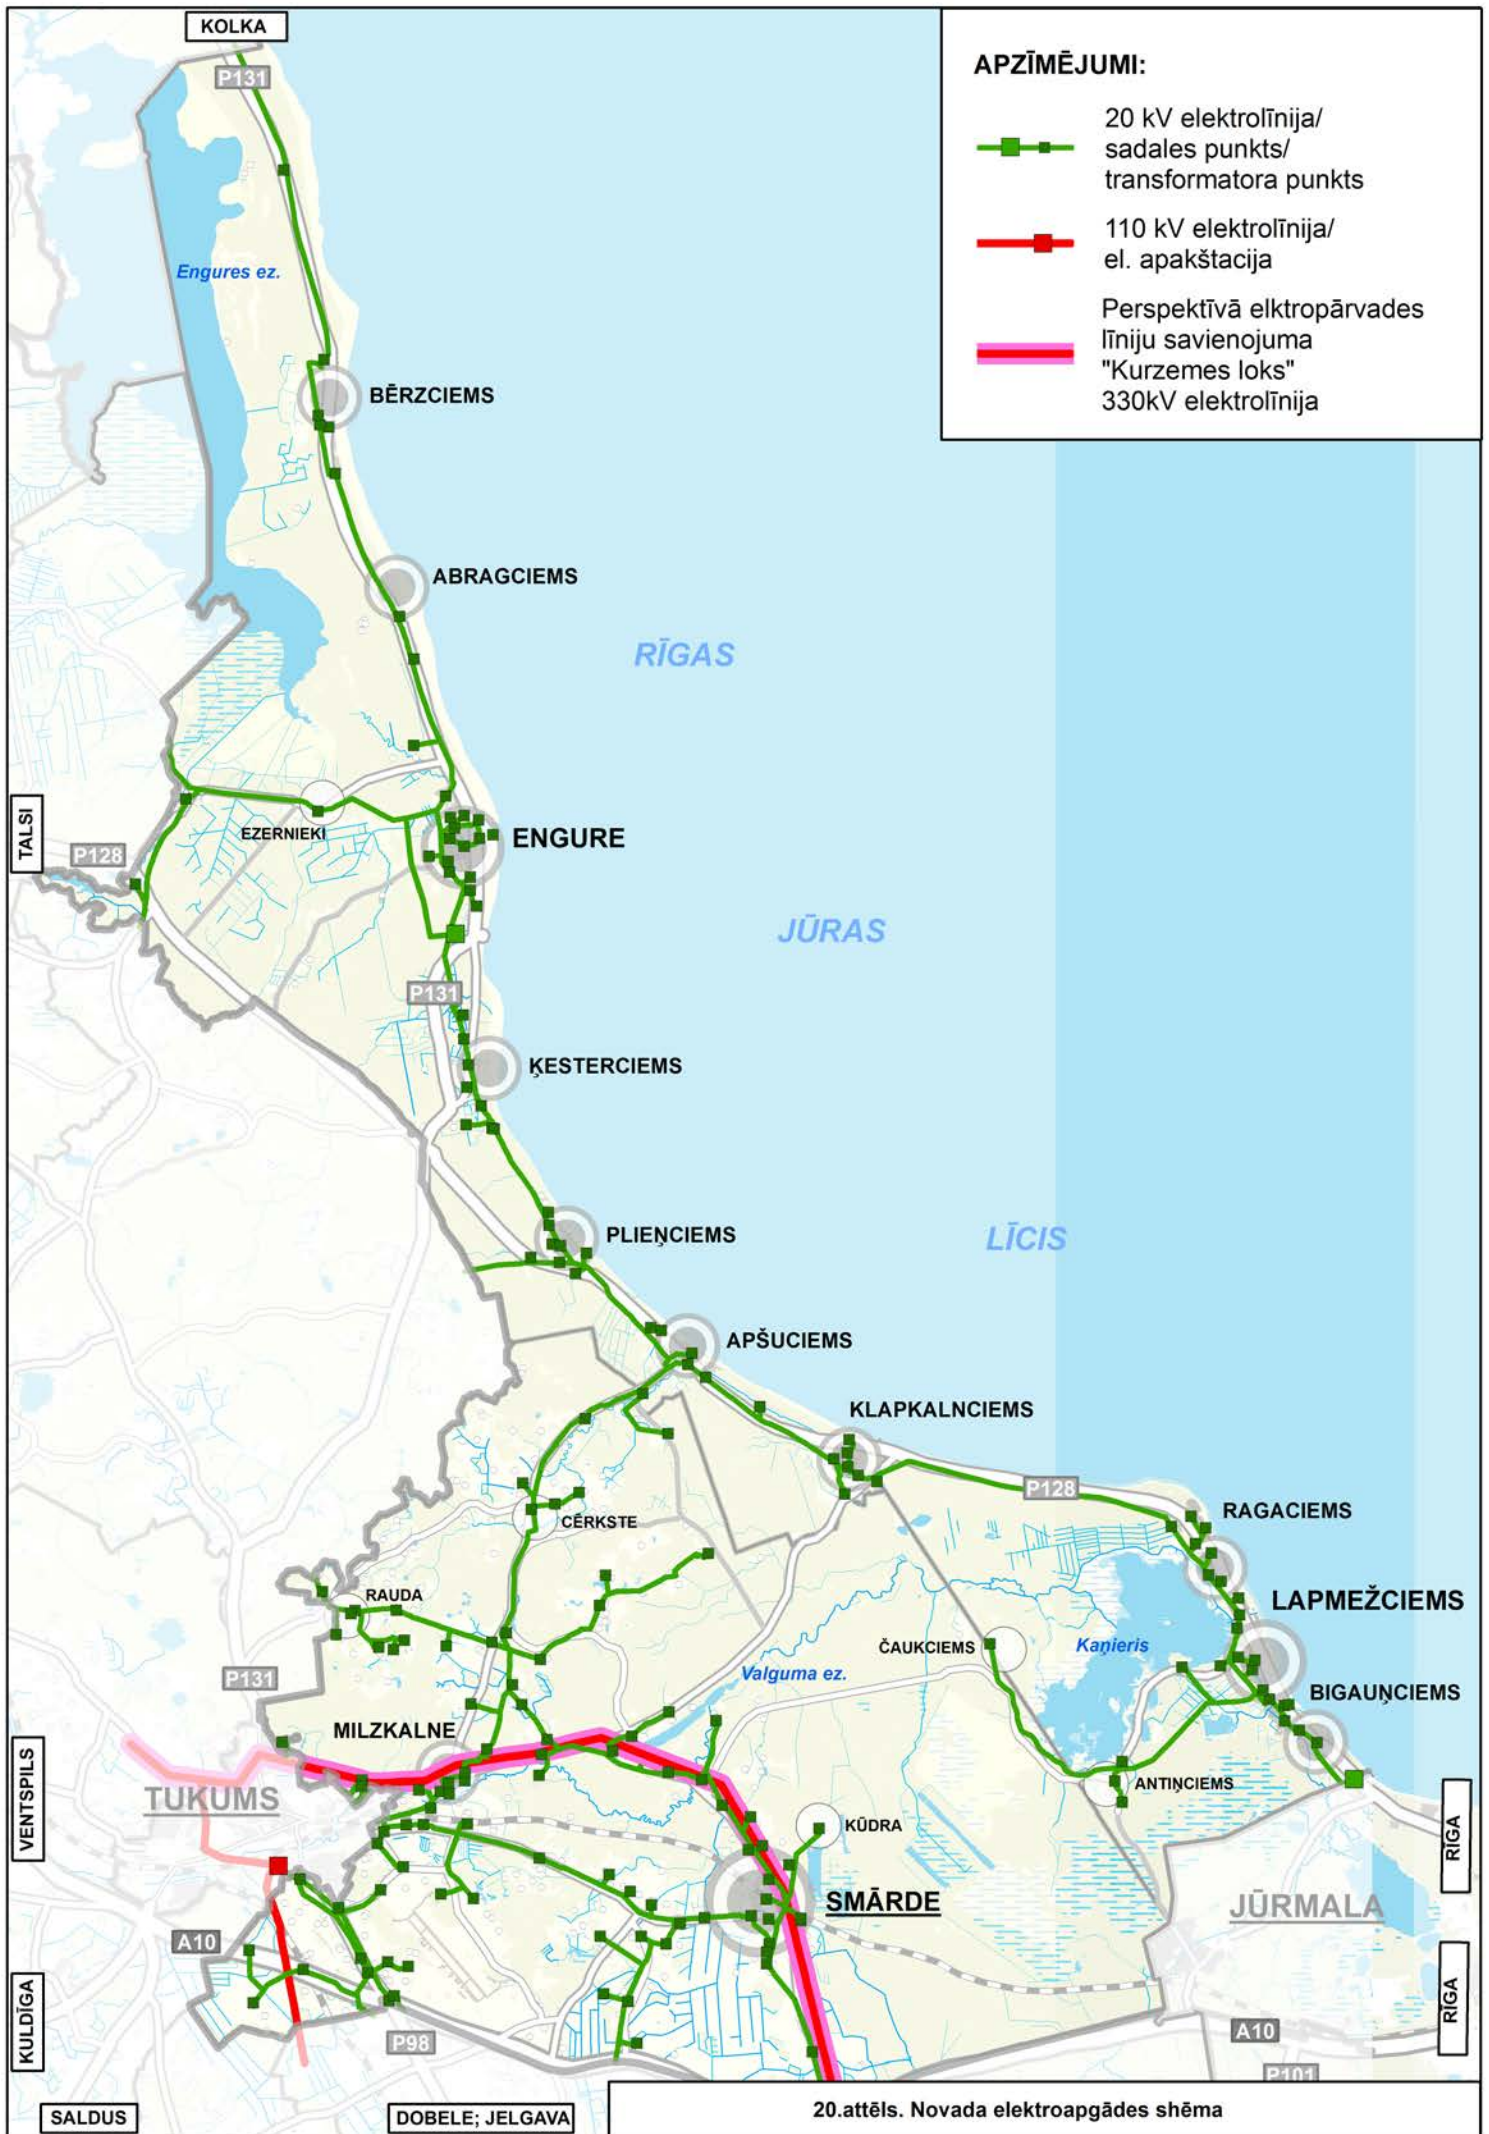 KOLKA
P131
APZĪMĒJUMI:
20 kV elektrolīnija/
sadales punkts/
transformatora punkts
110 kV elektrolīnija/
el. apakštacija
Perspektīvā elktropārvades
līniju savienojuma
"Kurzemes loks"
330kV elektrolīnija
Engures ez.
BĒRZCIEMS
ABRAGCIEMS
RĪGAS
TALSI
P128
EZERNIEKI
ENGURE
JŪRAS
P131
ĶESTERCIEMS
PLIEŅCIEMS
LĪCIS
APŠUCIEMS
KLAPKALNCIEMS
P128
RAGACIEMS
CĒRKSTE
RAUDA
LAPMEŽCIEMS
ČAUKCIEMS
Kaņieris
Valguma ez.
P131
BIGAUŅCIEMS
MILZKALNE
VENTSPILS
TUKUMS
ANTIŅCIEMS
KŪDRA
RĪGA
SMĀRDE
JŪRMALA
A10
KULDĪGA
RĪGA
P98
A10
P101
SALDUS
DOBELE; JELGAVA
20.attēls. Novada elektroapgādes shēma